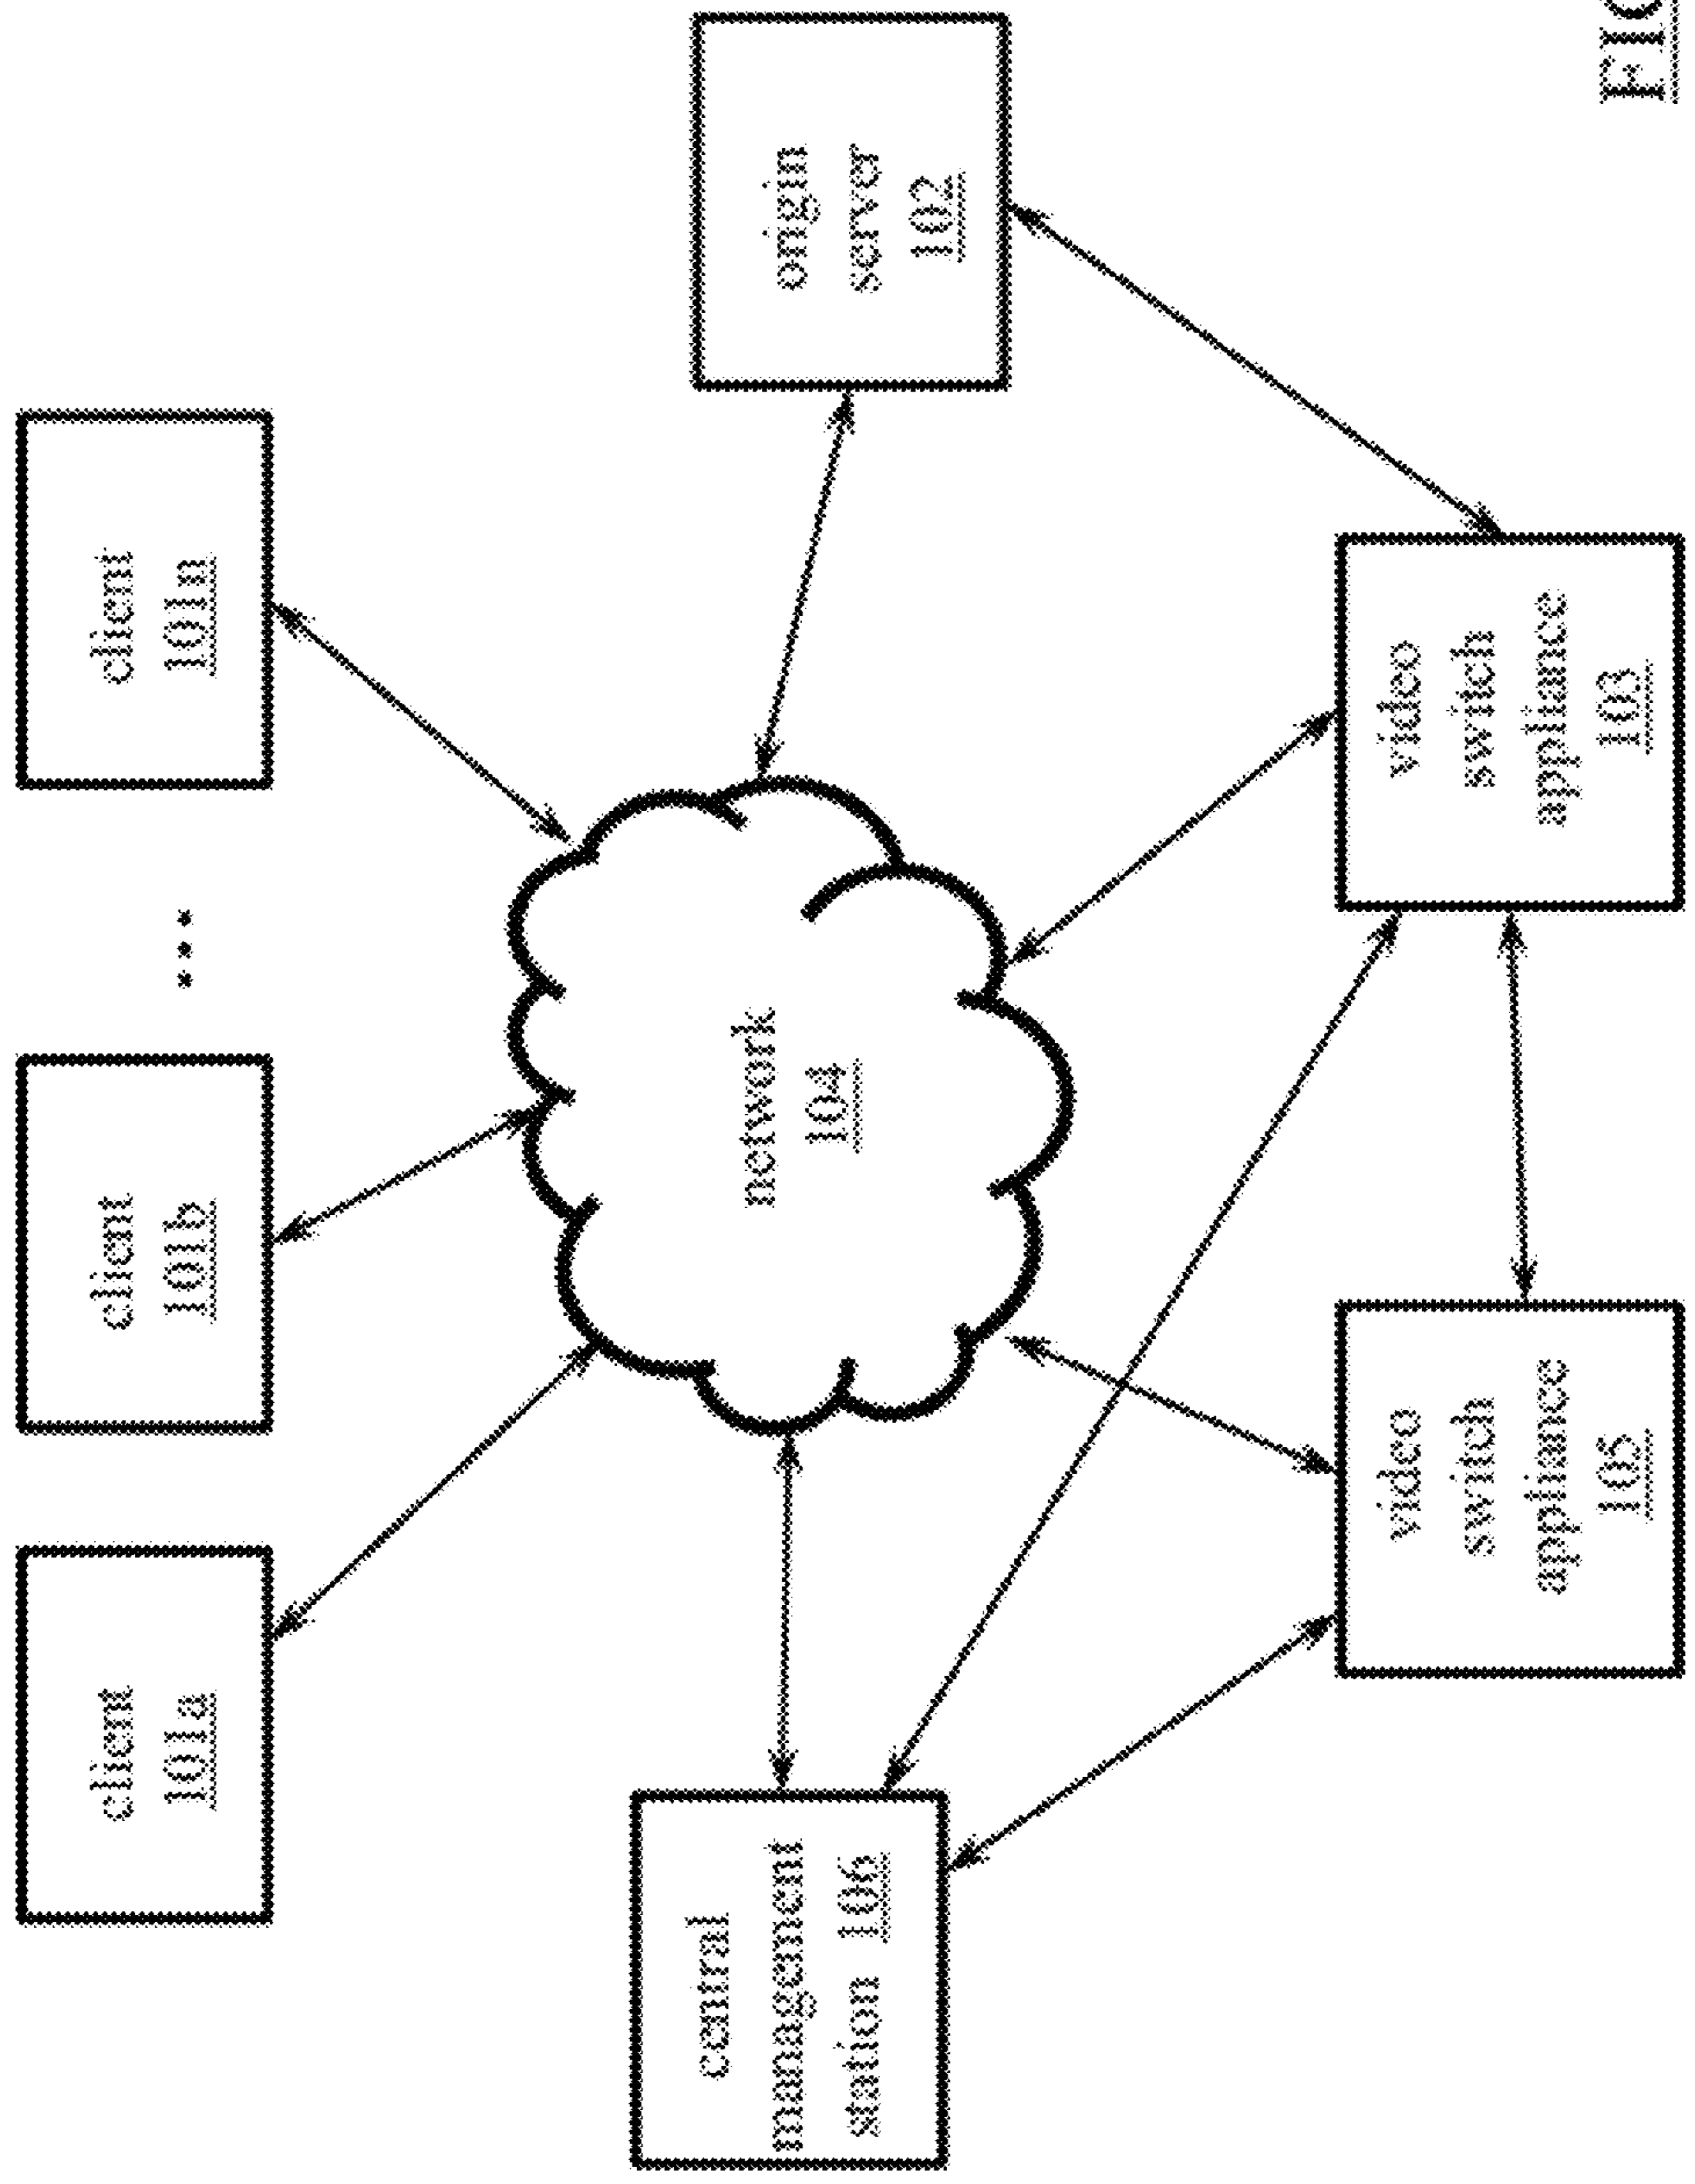 client
101a
client
101b
...
client
101n
central
management
station 106
network
104
origin
server
102
video
switch
appliance
105
video
switch
appliance
103